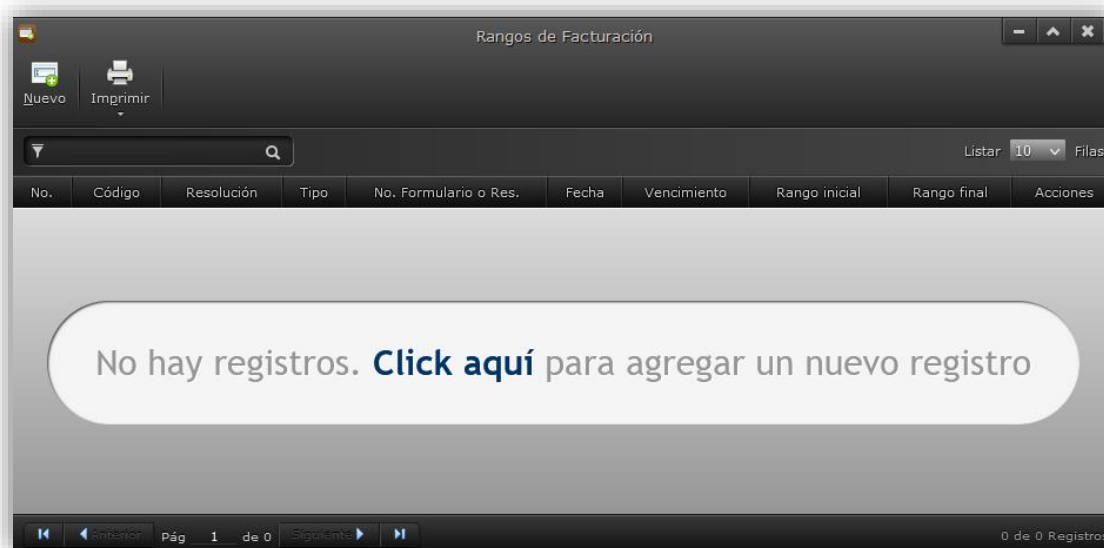 Rangos de Facturación
Nuevo Imprimir
Listar 10 Filas
No. Código Resolución Tipo No. Formulario o Res. Fecha Vencimiento Rango inicial Rango final Acciones
No hay registros. Click aquí para agregar un nuevo registro
Anterior Pág 1 de 0 Siguiente 0 de 0 Registros